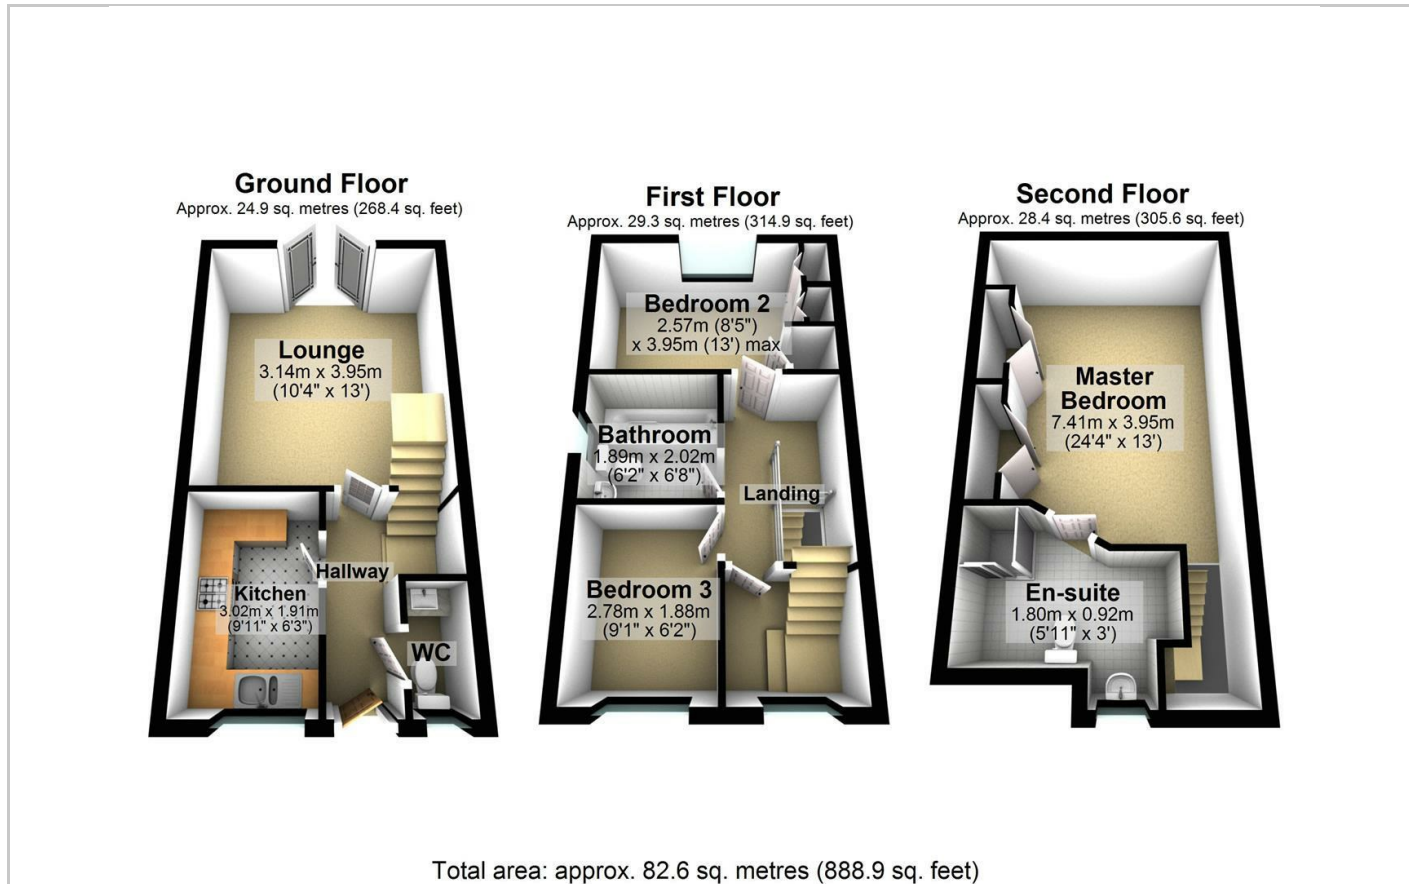 Ground Floor
Approx. 24.9 sq. metres (268.4 sq. feet)
Lounge
3.14m x 3.95m
(10'4" x 13')
Kitchen
3.02m x 1.91m
(9'11" x 6'3")
Hallway
WC
First Floor
Approx. 29.3 sq. metres (314.9 sq. feet)
Bedroom 2
2.57m (8'5")
x 3.95m (13') max
Bathroom
1.89m x 2.02m
(6'2" x 6'8")
Landing
Bedroom 3
2.78m x 1.88m
(9'1" x 6'2")
Second Floor
Approx. 28.4 sq. metres (305.6 sq. feet)
Master
Bedroom
7.41m x 3.95m
(24'4" x 13')
En-suite
1.80m x 0.92m
(5'11" x 3')
Total area: approx. 82.6 sq. metres (888.9 sq. feet)